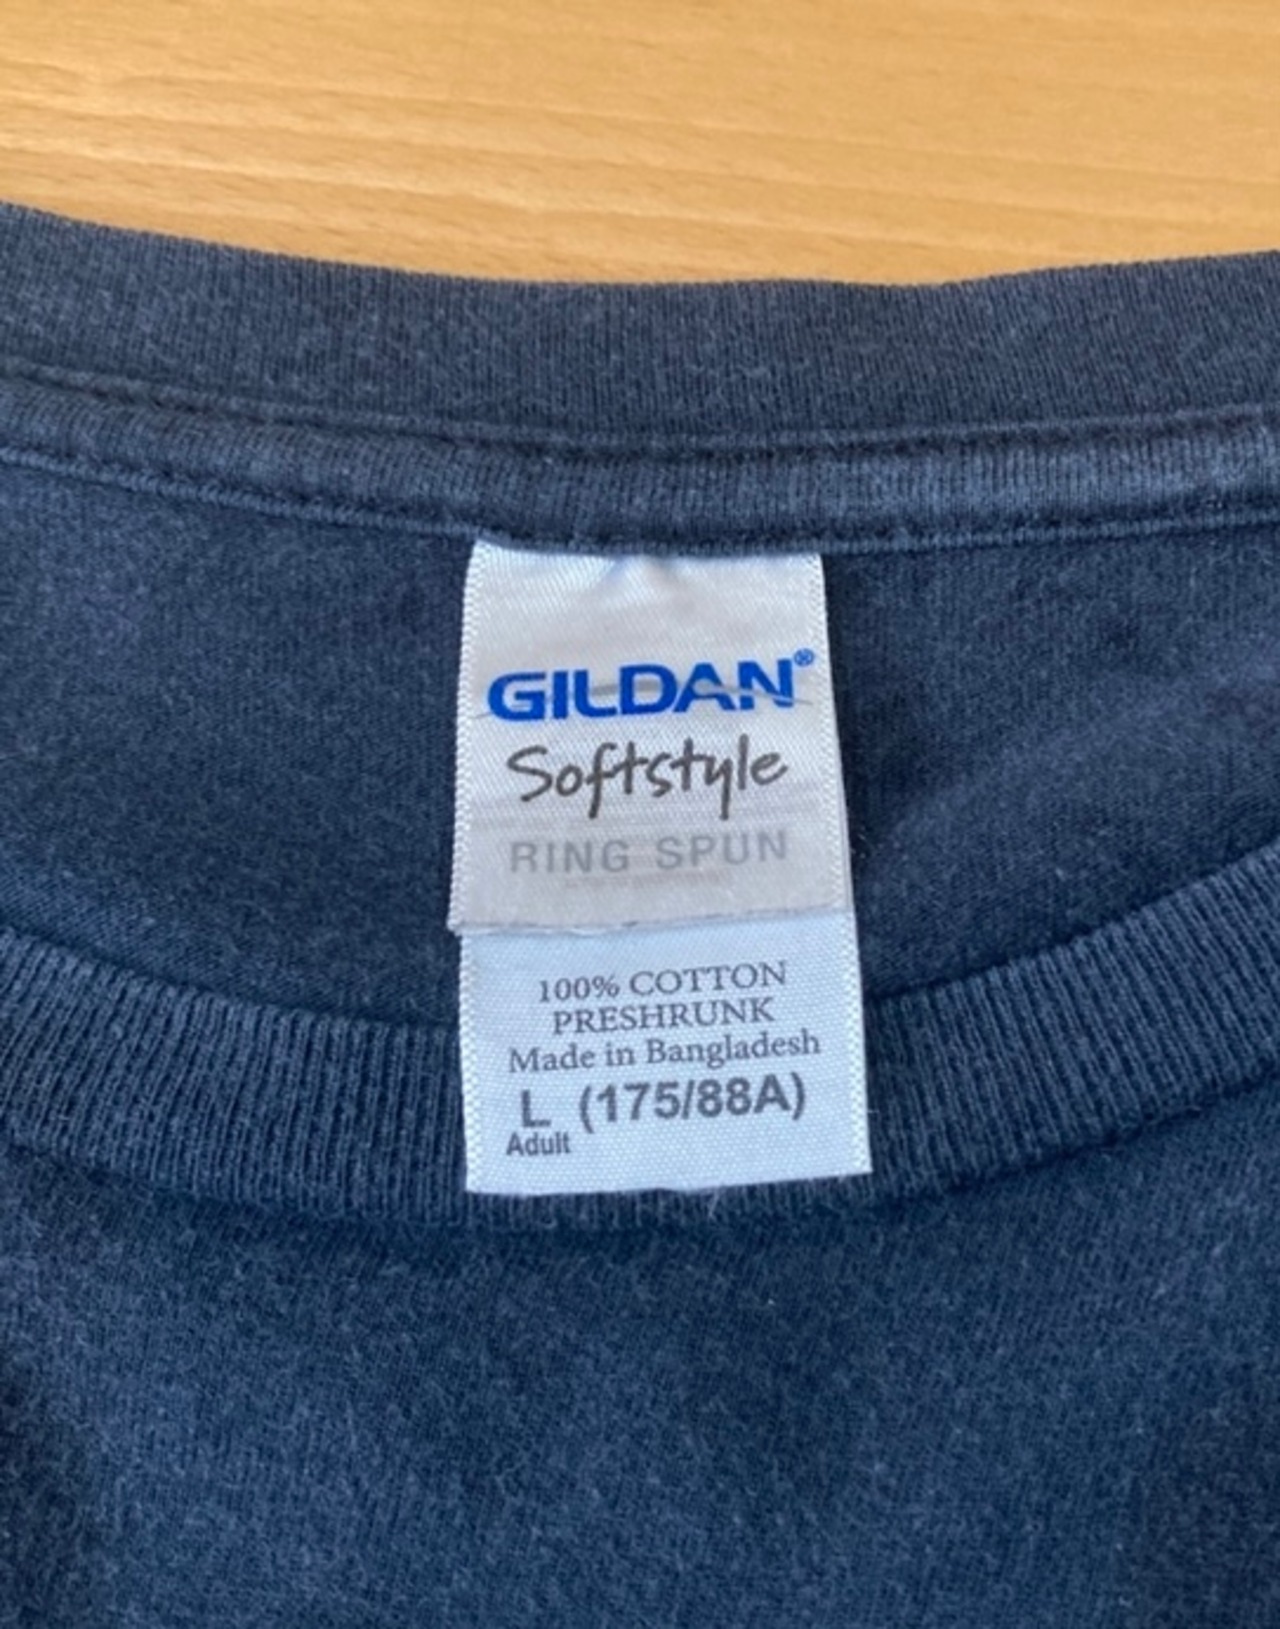 GILDAN®
Softstyle
RING SPUN
100% COTTON
PRESHRUNK
Made in Bangladesh
L (175/88A)
Adult